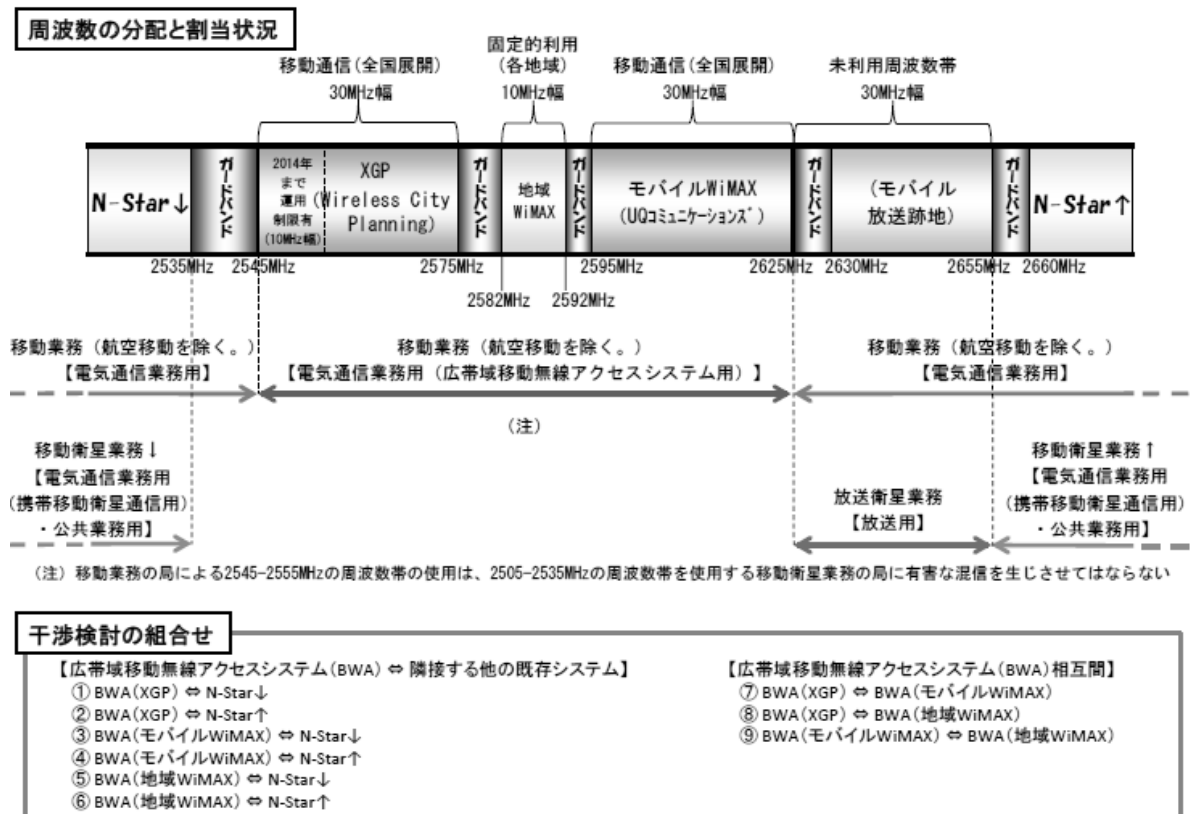 周波数の分配と割当状況
移動通信(全国展開)
30MHz幅
固定的利用
(各地域)
10MHz幅
移動通信(全国展開)
30MHz幅
未利用周波数帯
30MHz幅
N-Star↓
ガードバンド
2014年
まで
運用
制限有
(10MHz幅)
XGP
(Wireless City
Planning)
ガードバンド
地域
WiMAX
ガードバンド
モバイルWiMAX
(UQコミュニケーションズ)
ガードバンド
(モバイル
放送跡地)
ガードバンド
N-Star↑
2535MHz 2545MHz 2575MHz 2595MHz 2625MHz 2630MHz 2655MHz 2660MHz
2582MHz 2592MHz
移動業務(航空移動を除く。)
【電気通信業務用】
移動業務(航空移動を除く。)
【電気通信業務用(広帯域移動無線アクセスシステム用)】
移動業務(航空移動を除く。)
【電気通信業務用】
(注)
移動衛星業務↓
【電気通信業務用
(携帯移動衛星通信用)
・公共業務用】
放送衛星業務
【放送用】
移動衛星業務↑
【電気通信業務用
(携帯移動衛星通信用)
・公共業務用】
(注) 移動業務の局による2545-2555MHzの周波数帯の使用は、2505-2535MHzの周波数帯を使用する移動衛星業務の局に有害な混信を生じさせてはならない
干渉検討の組合せ
【広帯域移動無線アクセスシステム(BWA) ⇔ 隣接する他の既存システム】
① BWA(XGP) ⇔ N-Star↓
② BWA(XGP) ⇔ N-Star↑
③ BWA(モバイルWiMAX) ⇔ N-Star↓
④ BWA(モバイルWiMAX) ⇔ N-Star↑
⑤ BWA(地域WiMAX) ⇔ N-Star↓
⑥ BWA(地域WiMAX) ⇔ N-Star↑
【広帯域移動無線アクセスシステム(BWA)相互間】
⑦ BWA(XGP) ⇔ BWA(モバイルWiMAX)
⑧ BWA(XGP) ⇔ BWA(地域WiMAX)
⑨ BWA(モバイルWiMAX) ⇔ BWA(地域WiMAX)